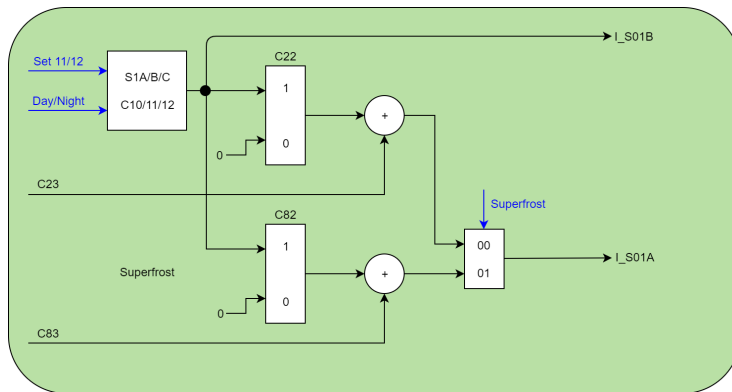 I_S01B
Set 11/12
S1A/B/C
C10/11/12
C22
1
0
0
Day/Night
+
C23
Superfrost
C82
1
0
0
Superfrost
+
00
01
I_S01A
C83